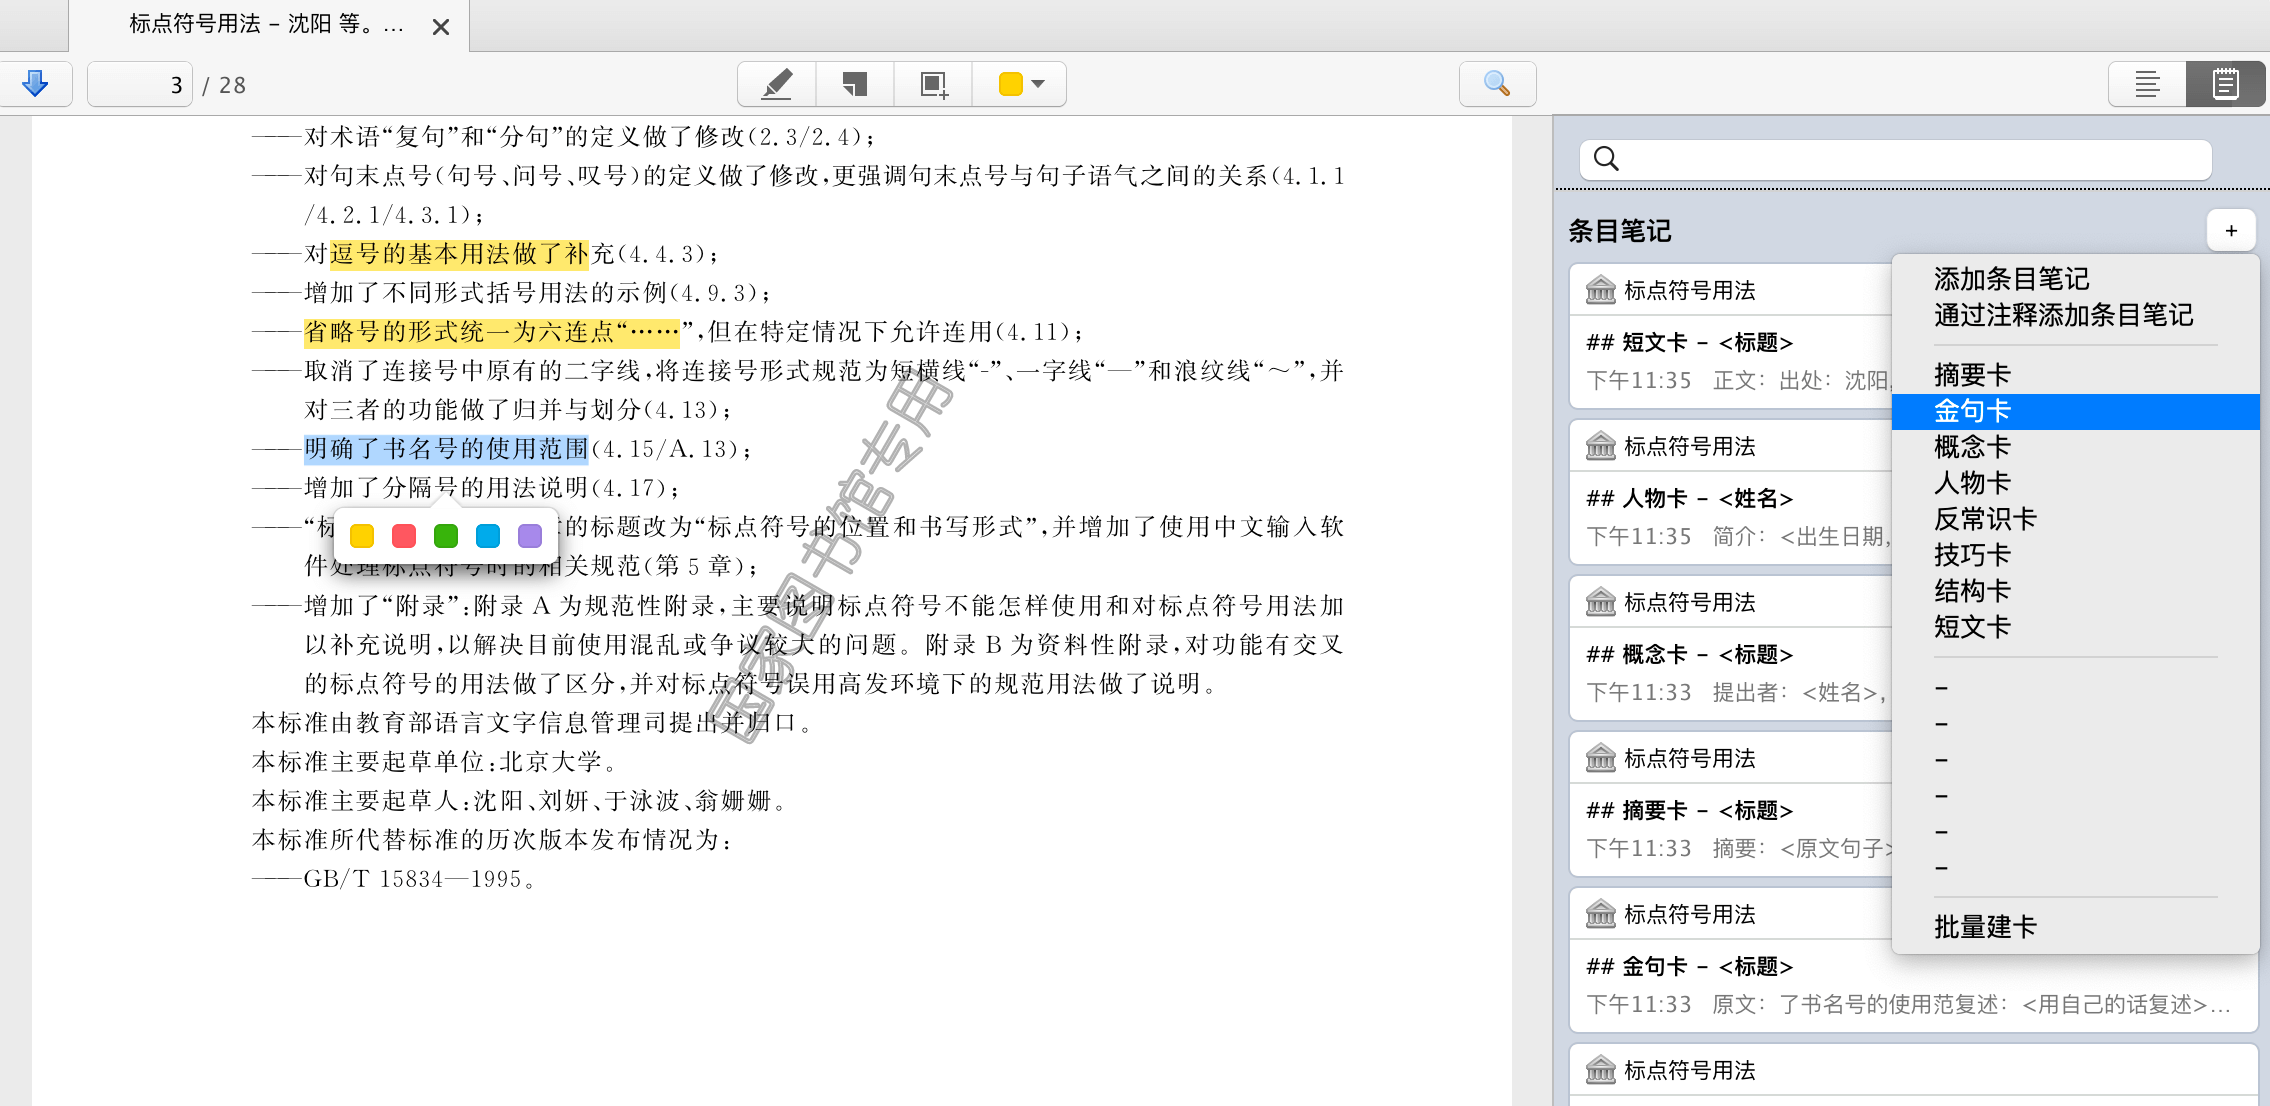 标点符号用法 – 沈阳 等。...
3 / 28
——对术语“复句”和“分句”的定义做了修改(2.3/2.4);
——对句末点号(句号、问号、叹号)的定义做了修改,更强调句末点号与句子语气之间的关系(4.1.1
/4.2.1/4.3.1);
——对逗号的基本用法做了补充(4.4.3);
——增加了不同形式括号用法的示例(4.9.3);
——省略号的形式统一为六连点“……”,但在特定情况下允许连用(4.11);
——取消了连接号中原有的二字线,将连接号形式规范为短横线“-”、一字线“—”和浪纹线“～”,并
对三者的功能做了归并与划分(4.13);
——明确了书名号的使用范围(4.15/A.13);
——增加了分隔号的用法说明(4.17);
——“标 的标题改为“标点符号的位置和书写形式”,并增加了使用中文输入软
件处理标点符号时的相关规范(第 5 章);
——增加了“附录”:附录 A 为规范性附录,主要说明标点符号不能怎样使用和对标点符号用法加
以补充说明,以解决目前使用混乱或争议较大的问题。附录 B 为资料性附录,对功能有交叉
的标点符号的用法做了区分,并对标点符号误用高发环境下的规范用法做了说明。
本标准由教育部语言文字信息管理司提出并归口。
本标准主要起草单位:北京大学。
本标准主要起草人:沈阳、刘妍、于泳波、翁姗姗。
本标准所代替标准的历次版本发布情况为:
——GB/T 15834—1995。
国家图书馆专用
条目笔记
+
标点符号用法
## 短文卡 – <标题>
下午11:35 正文：出处：沈阳,
标点符号用法
## 人物卡 – <姓名>
下午11:35 简介：<出生日期,
标点符号用法
## 概念卡 – <标题>
下午11:33 提出者：<姓名>,
标点符号用法
## 摘要卡 – <标题>
下午11:33 摘要：<原文句子>
标点符号用法
## 金句卡 – <标题>
下午11:33 原文：了书名号的使用范复述：<用自己的话复述>...
标点符号用法
添加条目笔记
通过注释添加条目笔记
摘要卡
金句卡
概念卡
人物卡
反常识卡
技巧卡
结构卡
短文卡
–
–
–
–
–
–
批量建卡